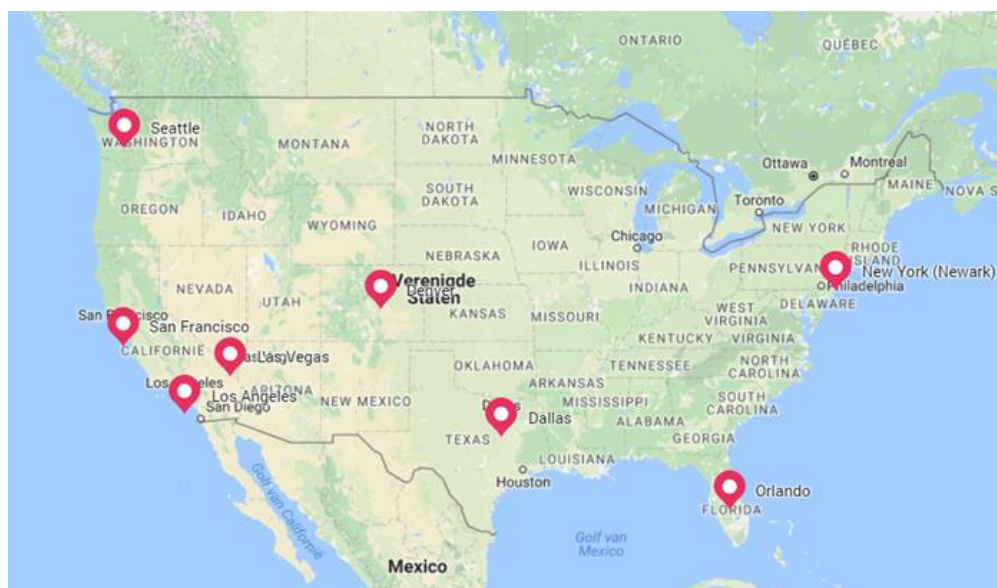 ONTARIO
QUÉBEC
Seattle
WASHINGTON
MONTANA
NORTH
DAKOTA
MINNESOTA
Ottawa
Montreal
MAINE
NOVA S
SOUTH
DAKOTA
WISCONSIN
MICHIGAN
Toronto
OREGON
IDAHO
WYOMING
NEW YORK
Chicago
IOWA
NEBRASKA
ILLINOIS
INDIANA
PENNSYLVAN
RHODE
ISLAND
New York (Newark)
Philadelphia
NEVADA
UTAH
Verenigde
Staten
Denver
KANSAS
MISSOURI
WEST
VIRGINIA
DELAWARE
San Francisco
San Francisco
CALIFORNIË
KENTUCKY
VIRGINIA
Las Vegas
OKLAHOMA
TENNESSEE
NORTH
CAROLINA
Los Angeles
Los Angeles
ARIZONA
NEW MEXICO
ARKANSAS
MISSISSIPPI
SOUTH
CAROLINA
San Diego
Dallas
Dallas
TEXAS
ALABAMA
GEORGIA
LOUISIANA
Houston
Orlando
FLORIDA
Golf van Californië
Golf van
Mexico
Mexico